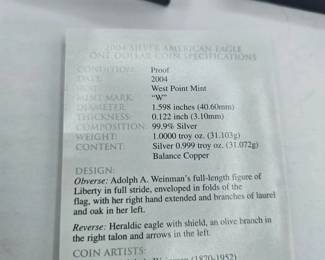 2004 SILVER AMERICAN EAGLE
ONE DOLLAR COIN SPECIFICATIONS
CONDITION: Proof
DATE: 2004
MINT: West Point Mint
MINT MARK: "W"
DIAMETER: 1.598 inches (40.60mm)
THICKNESS: 0.122 inch (3.10mm)
COMPOSITION: 99.9% Silver
WEIGHT: 1.0000 troy oz. (31.103g)
CONTENT: Silver 0.999 troy oz. (31.072g)
Balance Copper
DESIGN:
Obverse: Adolph A. Weinman's full-length figure of
Liberty in full stride, enveloped in folds of the
flag, with her right hand extended and branches of laurel
and oak in her left.
Reverse: Heraldic eagle with shield, an olive branch in
the right talon and arrows in the left.
COIN ARTISTS:
Weinman (1870-1952)